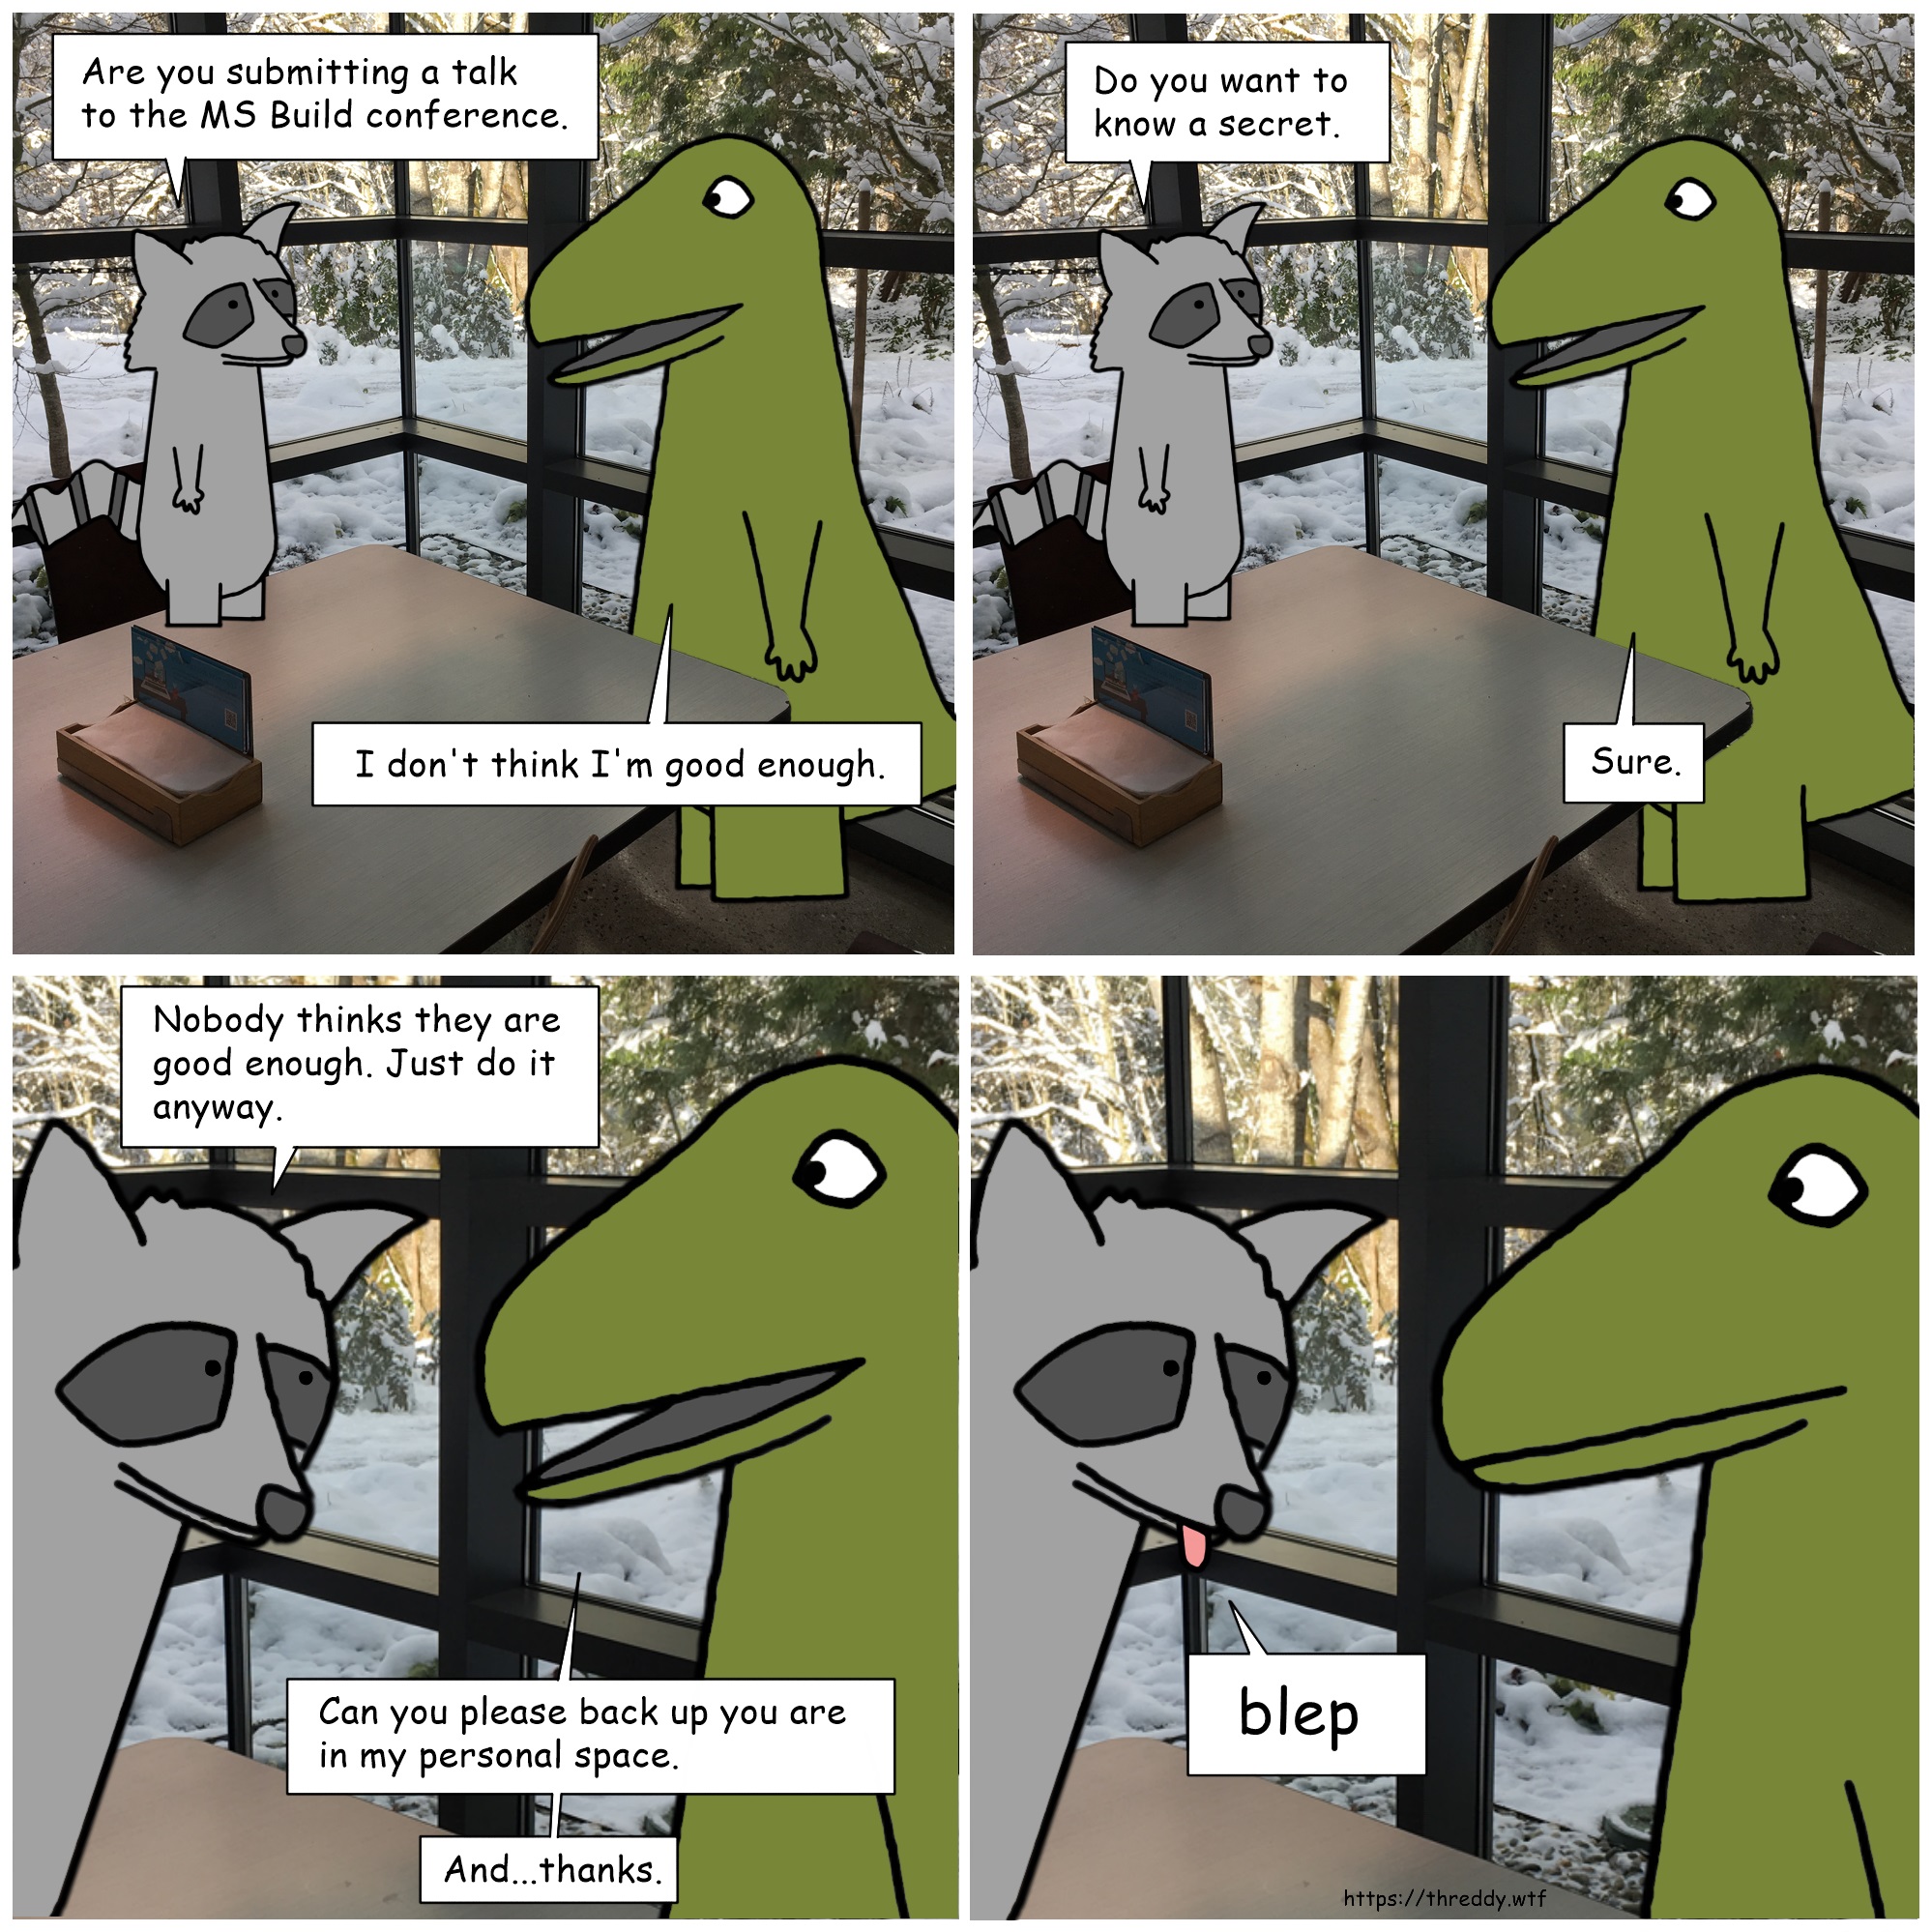 Are you submitting a talk
to the MS Build conference.
I don't think I'm good enough.
Do you want to
know a secret.
Sure.
Nobody thinks they are
good enough. Just do it
anyway.
Can you please back up you are
in my personal space.
And...thanks.
blep
https://threddy.wtf